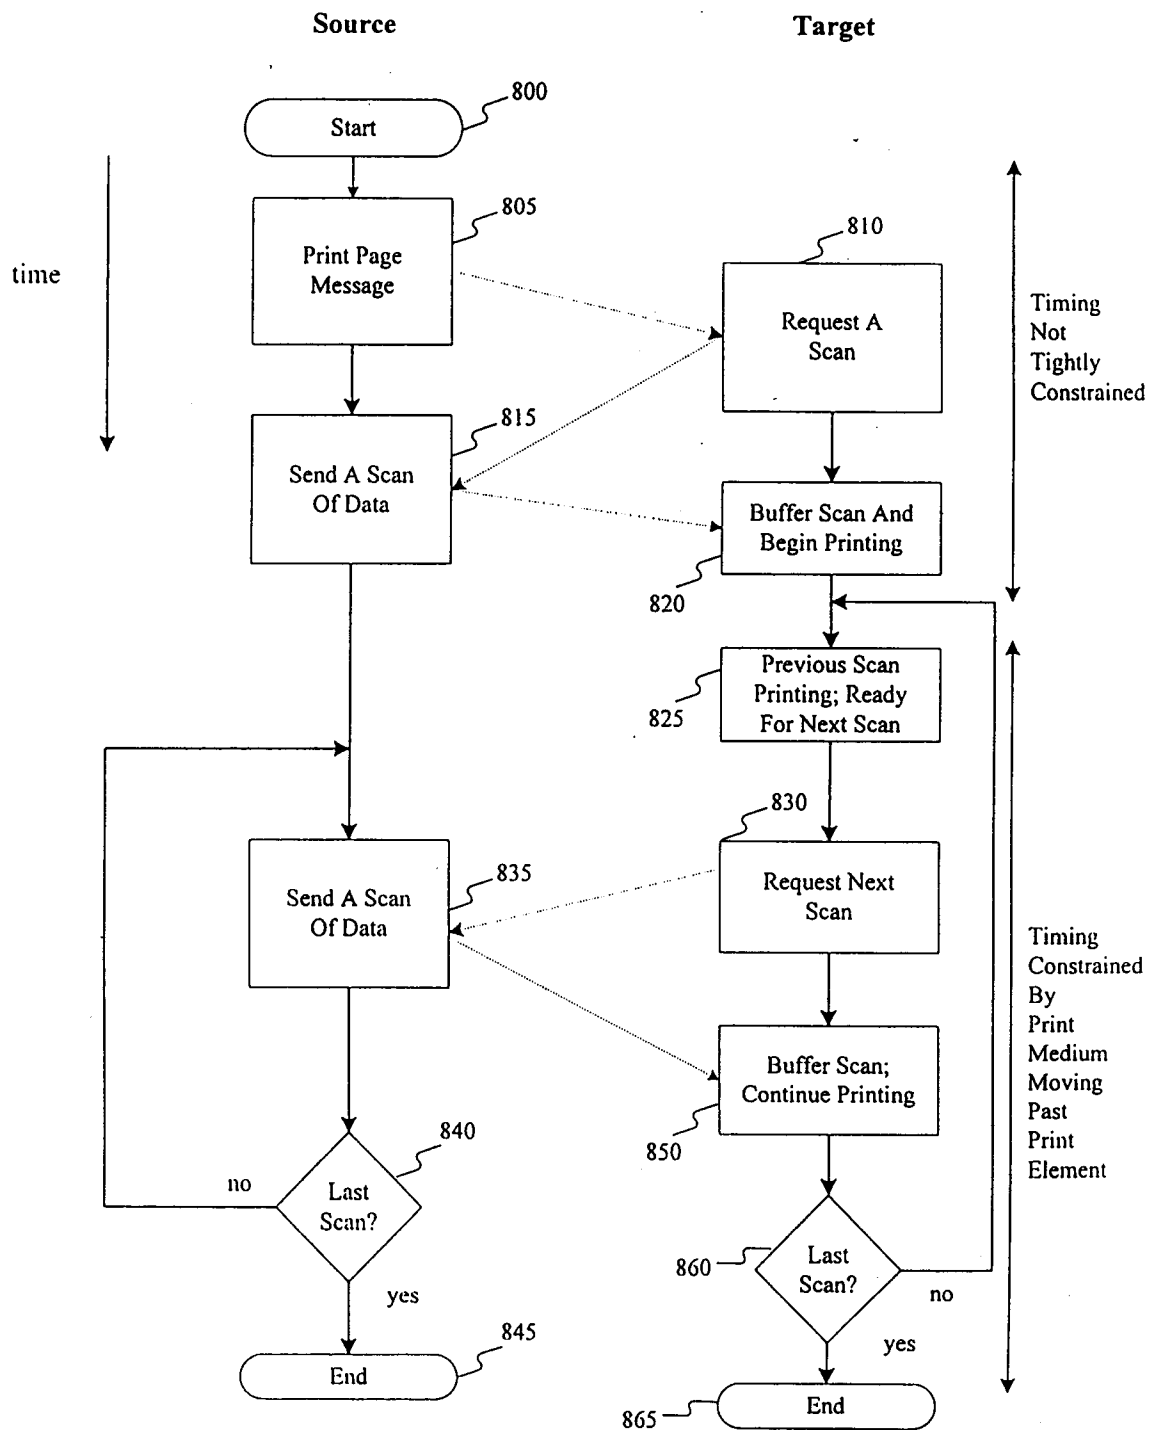 Source
Target
800
Start
805
Print Page
Message
time
810
Request A
Scan
Timing
Not
Tightly
Constrained
815
Send A Scan
Of Data
Buffer Scan And
Begin Printing
820
Previous Scan
Printing; Ready
For Next Scan
825
830
Request Next
Scan
835
Send A Scan
Of Data
Timing
Constrained
By
Print
Medium
Moving
Past
Print
Element
Buffer Scan;
Continue Printing
850
840
Last
Scan?
no
yes
860
Last
Scan?
no
yes
845
End
865
End